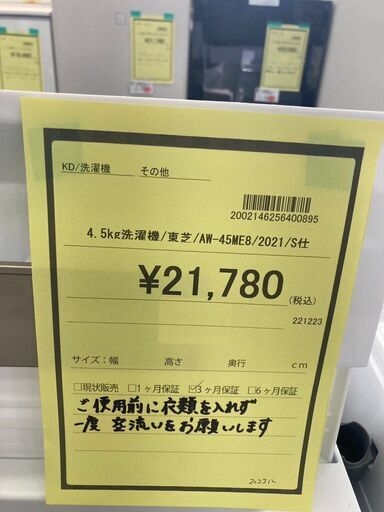 KD/洗濯機 その他
2002146256400895
4.5kg洗濯機/東芝/AW-45ME8/2021/S仕
¥21,780(税込)
221223
サイズ:幅 高さ 奥行 cm
□現状販売 □1ヶ月保証 ☑3ヶ月保証 □6ヶ月保証
ご使用前に衣類を入れず
一度 空洗いをお願いします